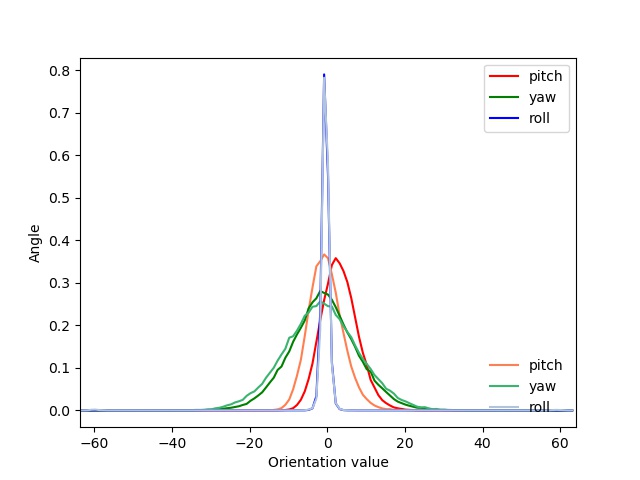 pitch
yaw
roll
0.8
0.7
0.6
0.5
0.4
0.3
0.2
0.1
0.0
Angle
pitch
yaw
roll
−60 −40 −20 0 20 40 60
Orientation value